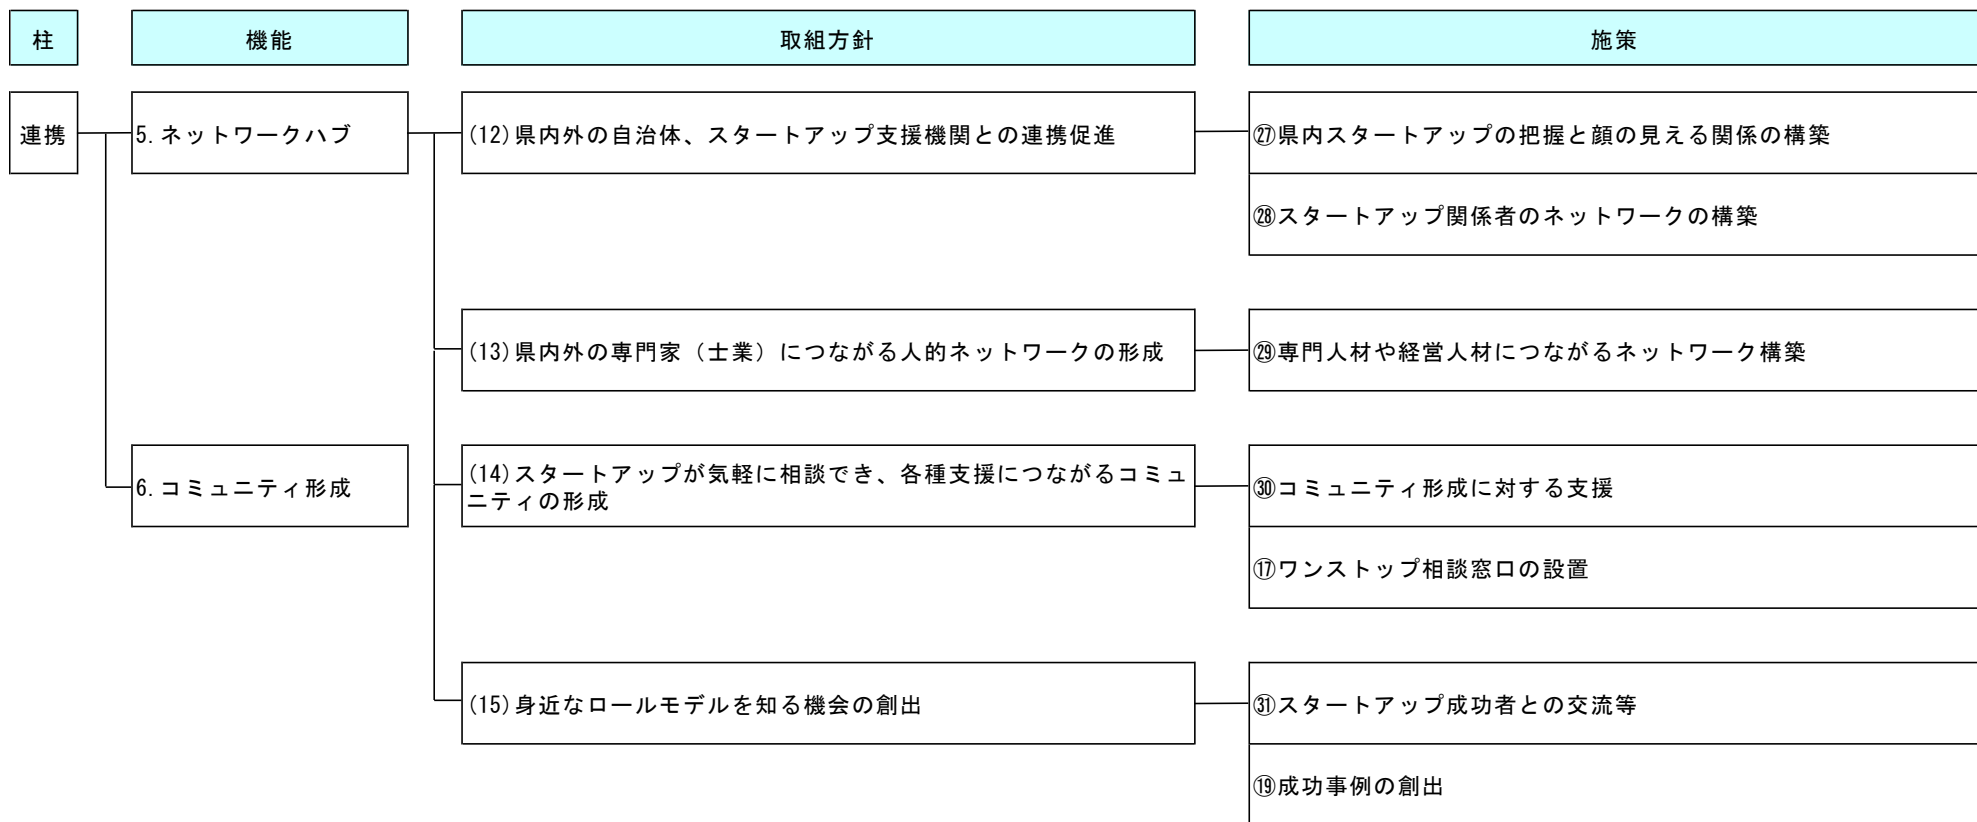 柱
機能
取組方針
施策
連携
5.ネットワークハブ
(12)県内外の自治体、スタートアップ支援機関との連携促進
㉗県内スタートアップの把握と顔の見える関係の構築
㉘スタートアップ関係者のネットワークの構築
(13)県内外の専門家（士業）につながる人的ネットワークの形成
㉙専門人材や経営人材につながるネットワーク構築
6.コミュニティ形成
(14)スタートアップが気軽に相談でき、各種支援につながるコミュ
ニティの形成
㉚コミュニティ形成に対する支援
⑰ワンストップ相談窓口の設置
(15)身近なロールモデルを知る機会の創出
㉛スタートアップ成功者との交流等
⑲成功事例の創出